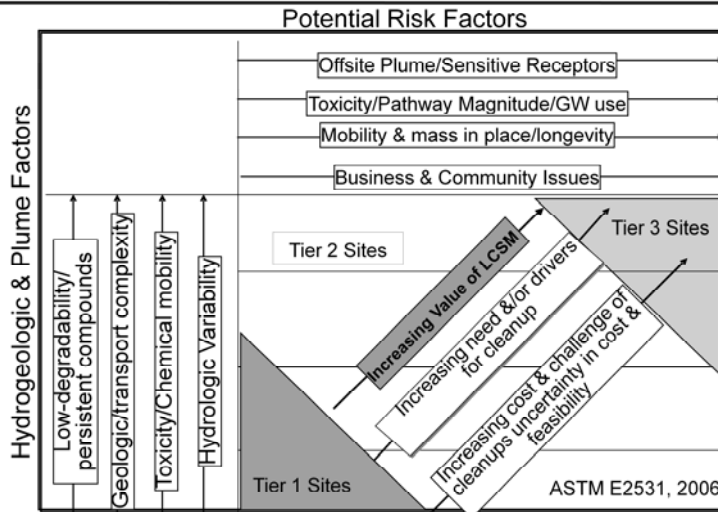 Potential Risk Factors
Offsite Plume/Sensitive Receptors
Toxicity/Pathway Magnitude/GW use
Mobility & mass in place/longevity
Business & Community Issues
Hydrogeologic & Plume Factors
Low-degradability/
persistent compounds
Geologic/transport complexity
Toxicity/Chemical mobility
Hydrologic Variability
Tier 2 Sites
Tier 3 Sites
Increasing Value of LCSM
Increasing need &/or drivers
for cleanup
Increasing cost & challenge of
cleanups uncertainty in cost &
feasibility
Tier 1 Sites
ASTM E2531, 2006